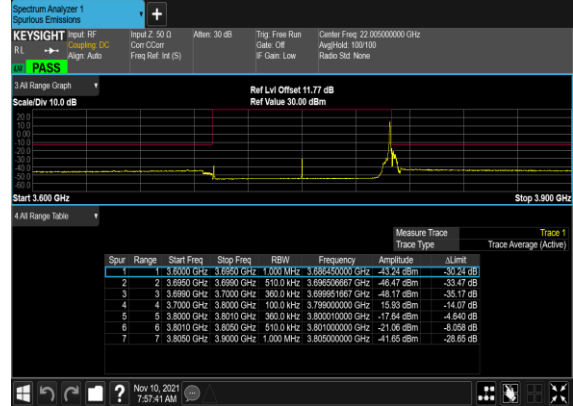 Spectrum Analyzer 1
Spurious Emissions
KEYSIGHT Input: RF Input Z: 50 Ω Atten: 30 dB Trig: Free Run Center Freq: 22.005000000 GHz
RL Coupling: DC Corr CCorr Gate: Off Avg|Hold: 100/100
Align: Auto Freq Ref: Int (S) IF Gain: Low Radio Std: None
PASS
3 All Range Graph
Ref Lvl Offset 11.77 dB
Scale/Div 10.0 dB Ref Value 30.00 dBm
20.0
10.0
0.00
-10.0
-20.0
-30.0
-40.0
-50.0
-60.0
Start 3.600 GHz Stop 3.900 GHz
4 All Range Table
Measure Trace Trace 1
Trace Type Trace Average (Active)
Spur Range Start Freq Stop Freq RBW Frequency Amplitude ΔLimit
1 1 3.6000 GHz 3.6950 GHz 1.000 MHz 3.686450000 GHz -43.24 dBm -30.24 dB
2 2 3.6950 GHz 3.6990 GHz 510.0 kHz 3.696506667 GHz -46.47 dBm -33.47 dB
3 3 3.6990 GHz 3.7000 GHz 360.0 kHz 3.699951667 GHz -48.17 dBm -35.17 dB
4 4 3.7000 GHz 3.8000 GHz 100.0 kHz 3.799000000 GHz 15.93 dBm -14.07 dB
5 5 3.8000 GHz 3.8010 GHz 360.0 kHz 3.800010000 GHz -17.64 dBm -4.640 dB
6 6 3.8010 GHz 3.8050 GHz 510.0 kHz 3.801000000 GHz -21.06 dBm -8.058 dB
7 7 3.8050 GHz 3.9000 GHz 1.000 MHz 3.805000000 GHz -41.65 dBm -28.65 dB
? Nov 10, 2021
7:57:41 AM